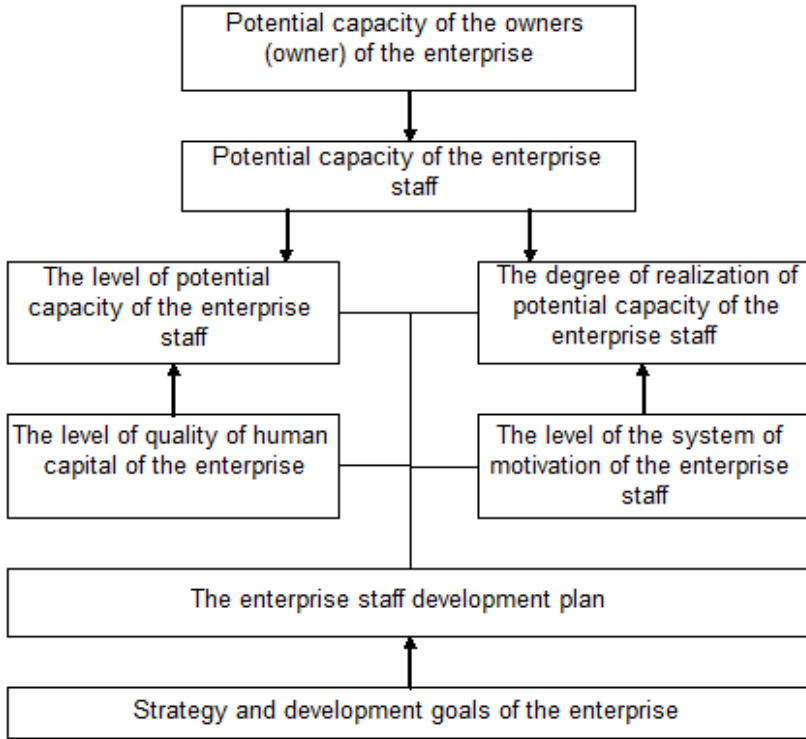 Potential capacity of the owners
(owner) of the enterprise
Potential capacity of the enterprise
staff
The level of potential
capacity of the enterprise
staff
The degree of realization of
potential capacity of the
enterprise staff
The level of quality of human
capital of the enterprise
The level of the system of
motivation of the enterprise
staff
The enterprise staff development plan
Strategy and development goals of the enterprise